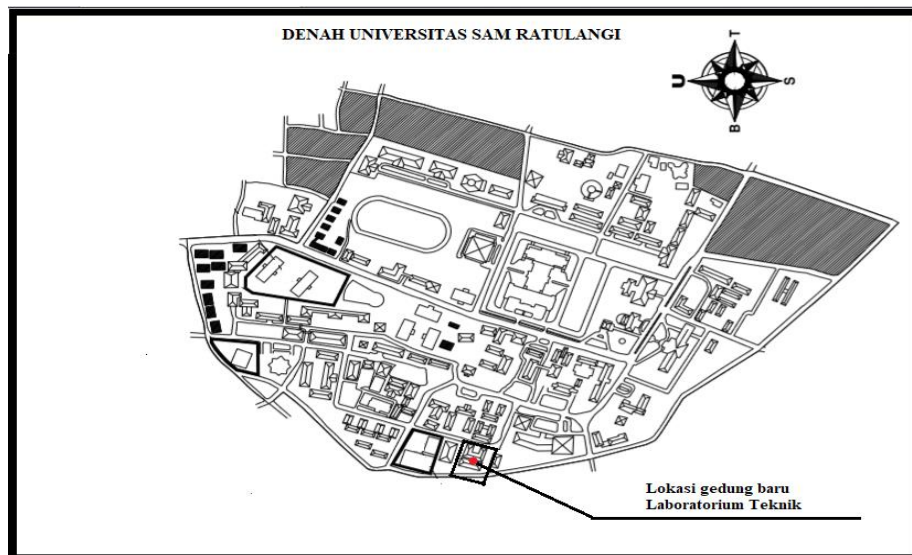 DENAH UNIVERSITAS SAM RATULANGI
T
U
S
B
Lokasi gedung baru
Laboratorium Teknik